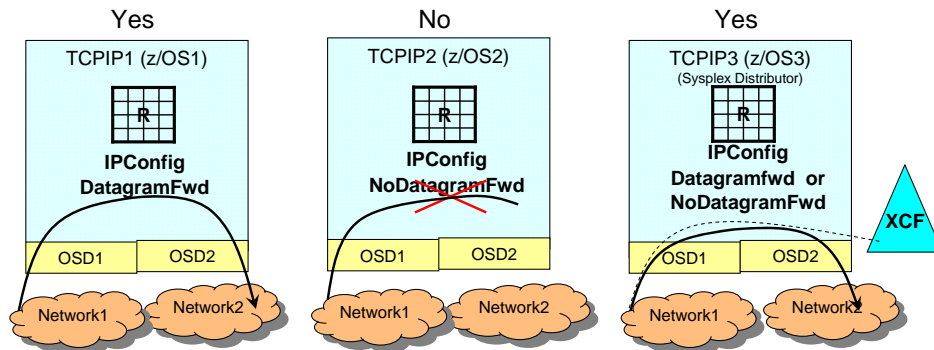 Yes
TCPIP1 (z/OS1)
R
IPConfig
DatagramFwd
OSD1
OSD2
Network1
Network2
No
TCPIP2 (z/OS2)
R
IPConfig
NoDatagramFwd
OSD1
OSD2
Network1
Network2
Yes
TCPIP3 (z/OS3)
(Sysplex Distributor)
R
IPConfig
Datagramfwd or
NoDatagramFwd
XCF
OSD1
OSD2
Network1
Network2